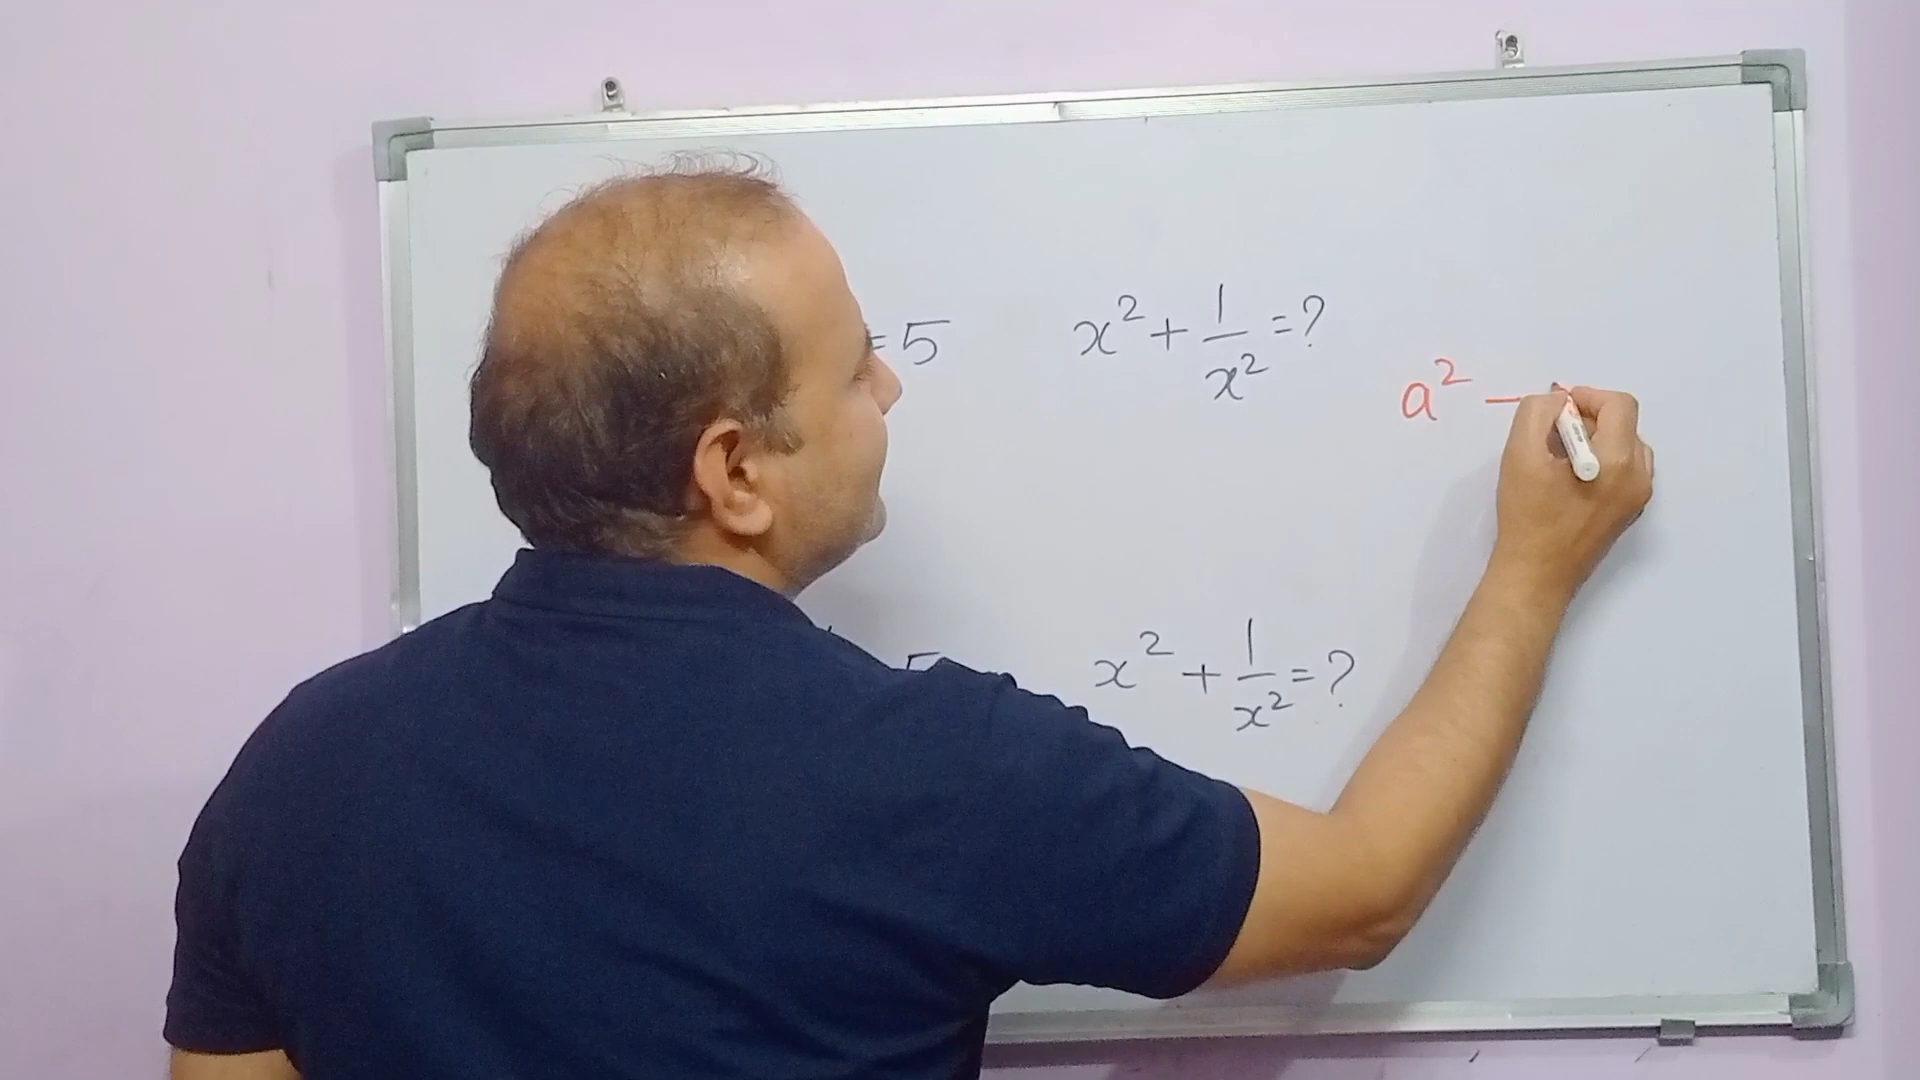 = 5 x² + 1/x² = ?
a² −
x² + 1/x² = ?